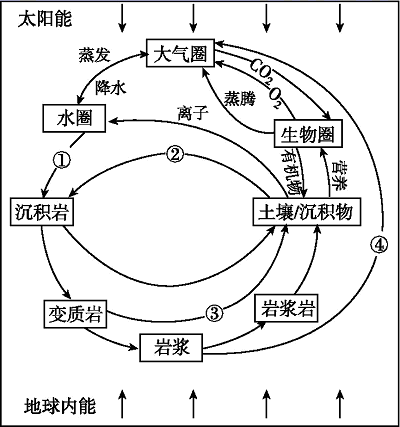 太阳能
大气圈
蒸发
CO2
O2
降水
蒸腾
水圈
离子
生物圈
①
②
有机物
营养
沉积岩
土壤/沉积物
④
变质岩
③
岩浆岩
岩浆
地球内能